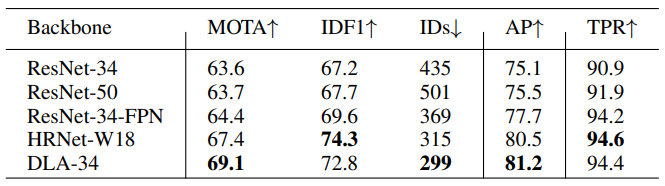 Backbone MOTA↑ IDF1↑ IDs↓ AP↑ TPR↑
ResNet-34 63.6 67.2 435 75.1 90.9
ResNet-50 63.7 67.7 501 75.5 91.9
ResNet-34-FPN 64.4 69.6 369 77.7 94.2
HRNet-W18 67.4 74.3 315 80.5 94.6
DLA-34 69.1 72.8 299 81.2 94.4